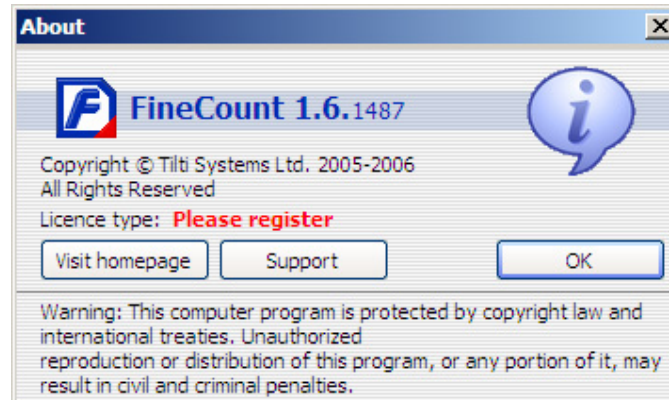 About
FineCount 1.6.1487
Copyright © Tilti Systems Ltd. 2005-2006
All Rights Reserved
Licence type: Please register
Visit homepage Support OK
Warning: This computer program is protected by copyright law and
international treaties. Unauthorized
reproduction or distribution of this program, or any portion of it, may
result in civil and criminal penalties.